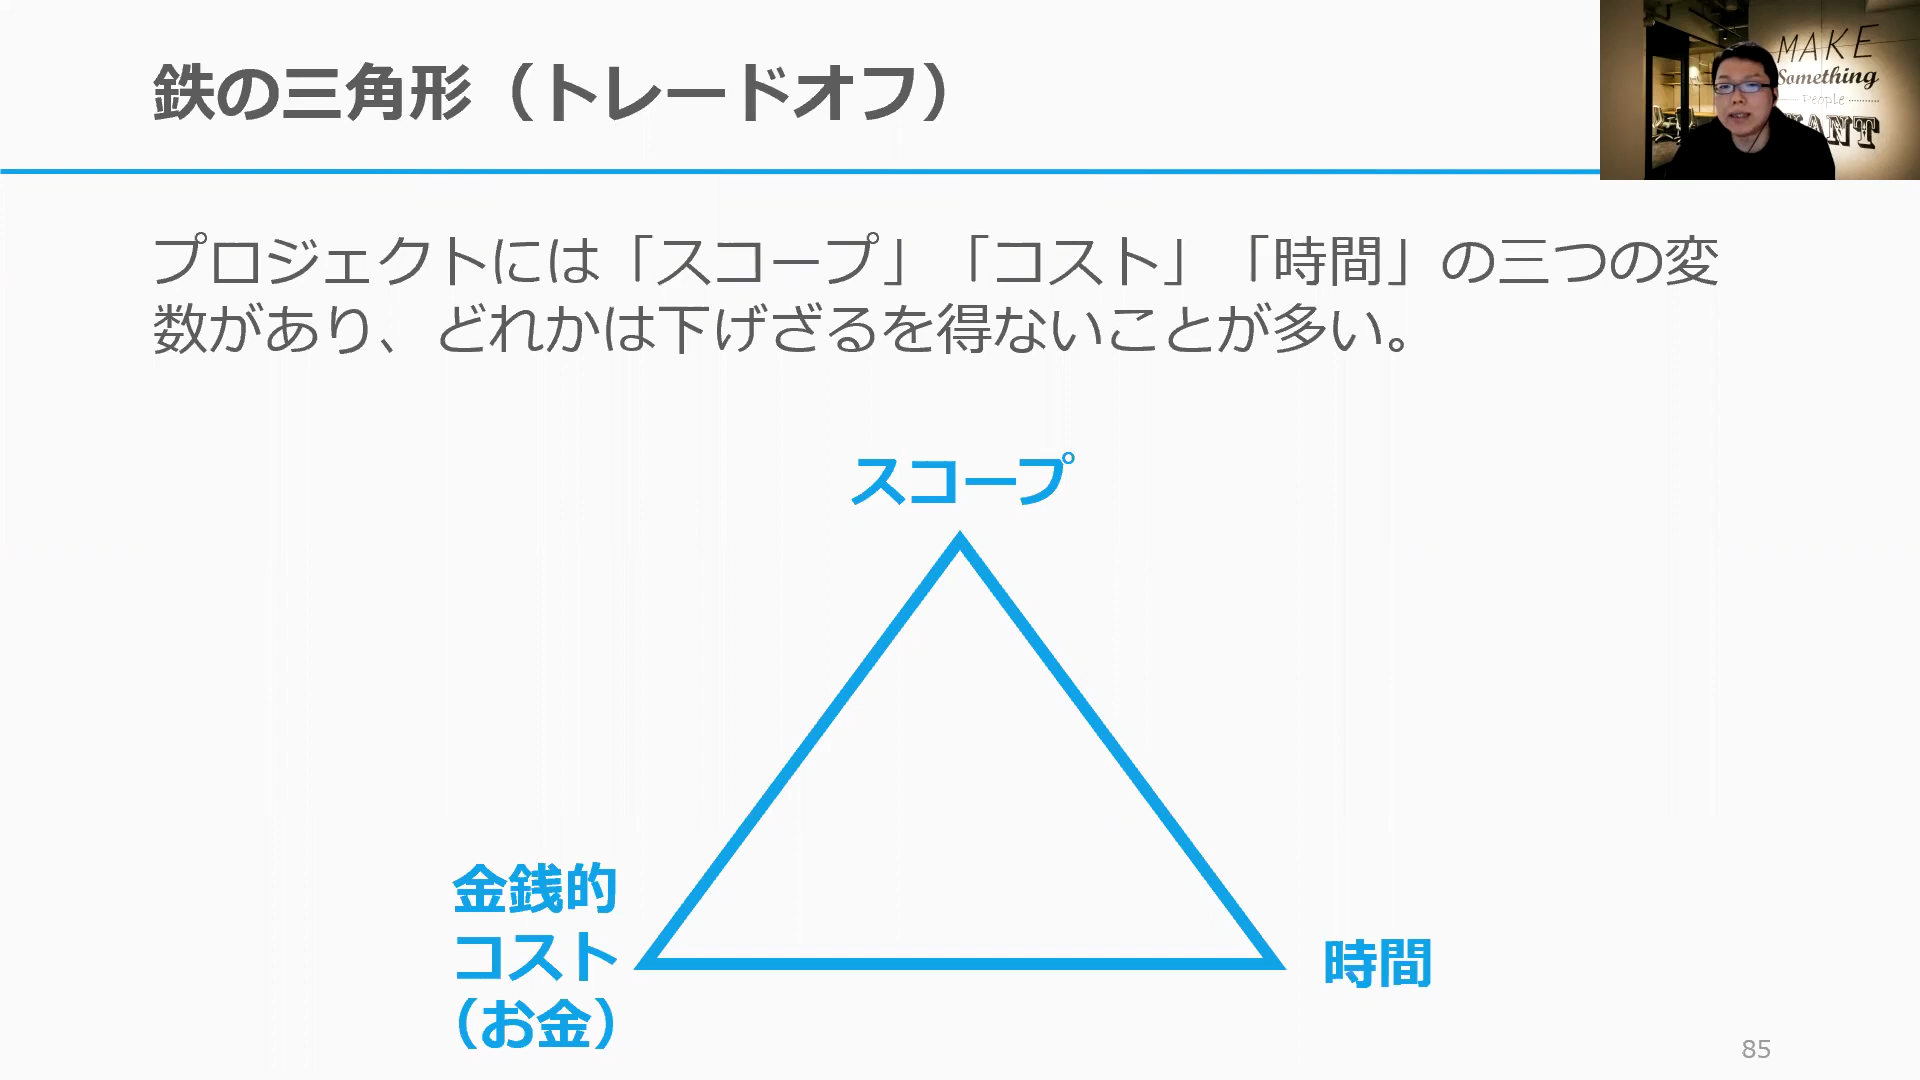 鉄の三角形（トレードオフ）
MAKE
Something
People
WANT
プロジェクトには「スコープ」「コスト」「時間」の三つの変
数があり、どれかは下げざるを得ないことが多い。
スコープ
金銭的
コスト
（お金）
時間
85